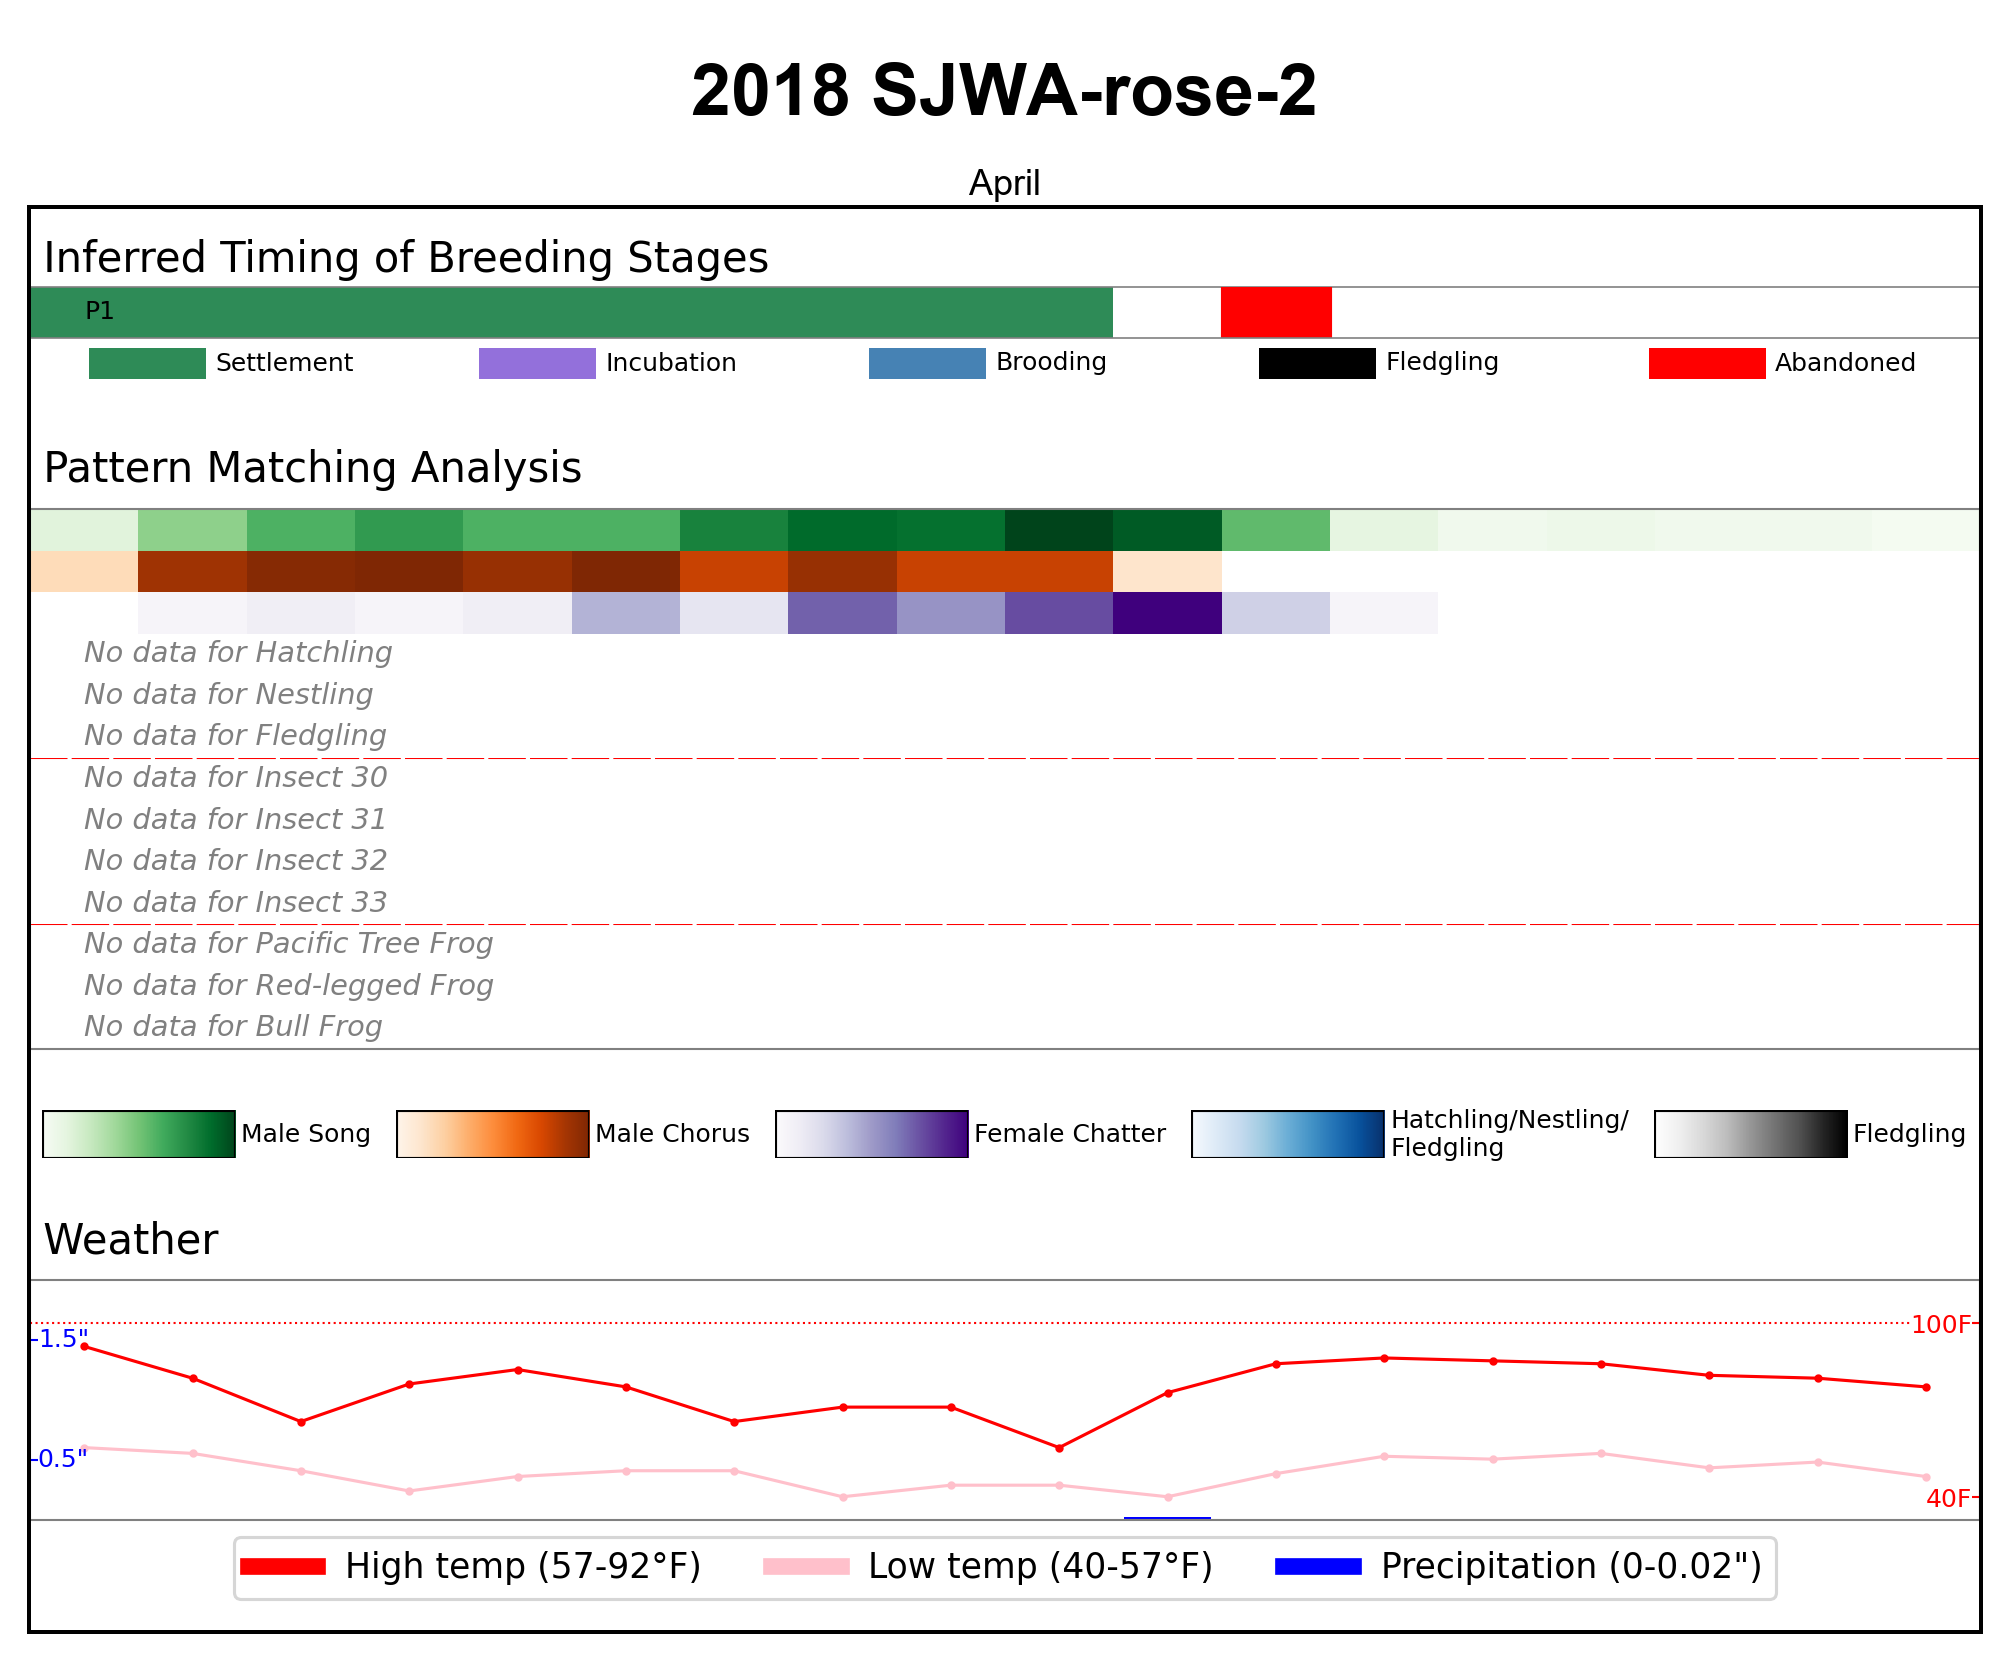 2018 SJWA-rose-2
April
Inferred Timing of Breeding Stages
P1
Settlement Incubation Brooding Fledgling Abandoned
Pattern Matching Analysis
No data for Hatchling
No data for Nestling
No data for Fledgling
No data for Insect 30
No data for Insect 31
No data for Insect 32
No data for Insect 33
No data for Pacific Tree Frog
No data for Red-legged Frog
No data for Bull Frog
Male Song Male Chorus Female Chatter Hatchling/Nestling/
Fledgling Fledgling
Weather
1.5" 100F
0.5"
40F
High temp (57-92°F) Low temp (40-57°F) Precipitation (0-0.02")